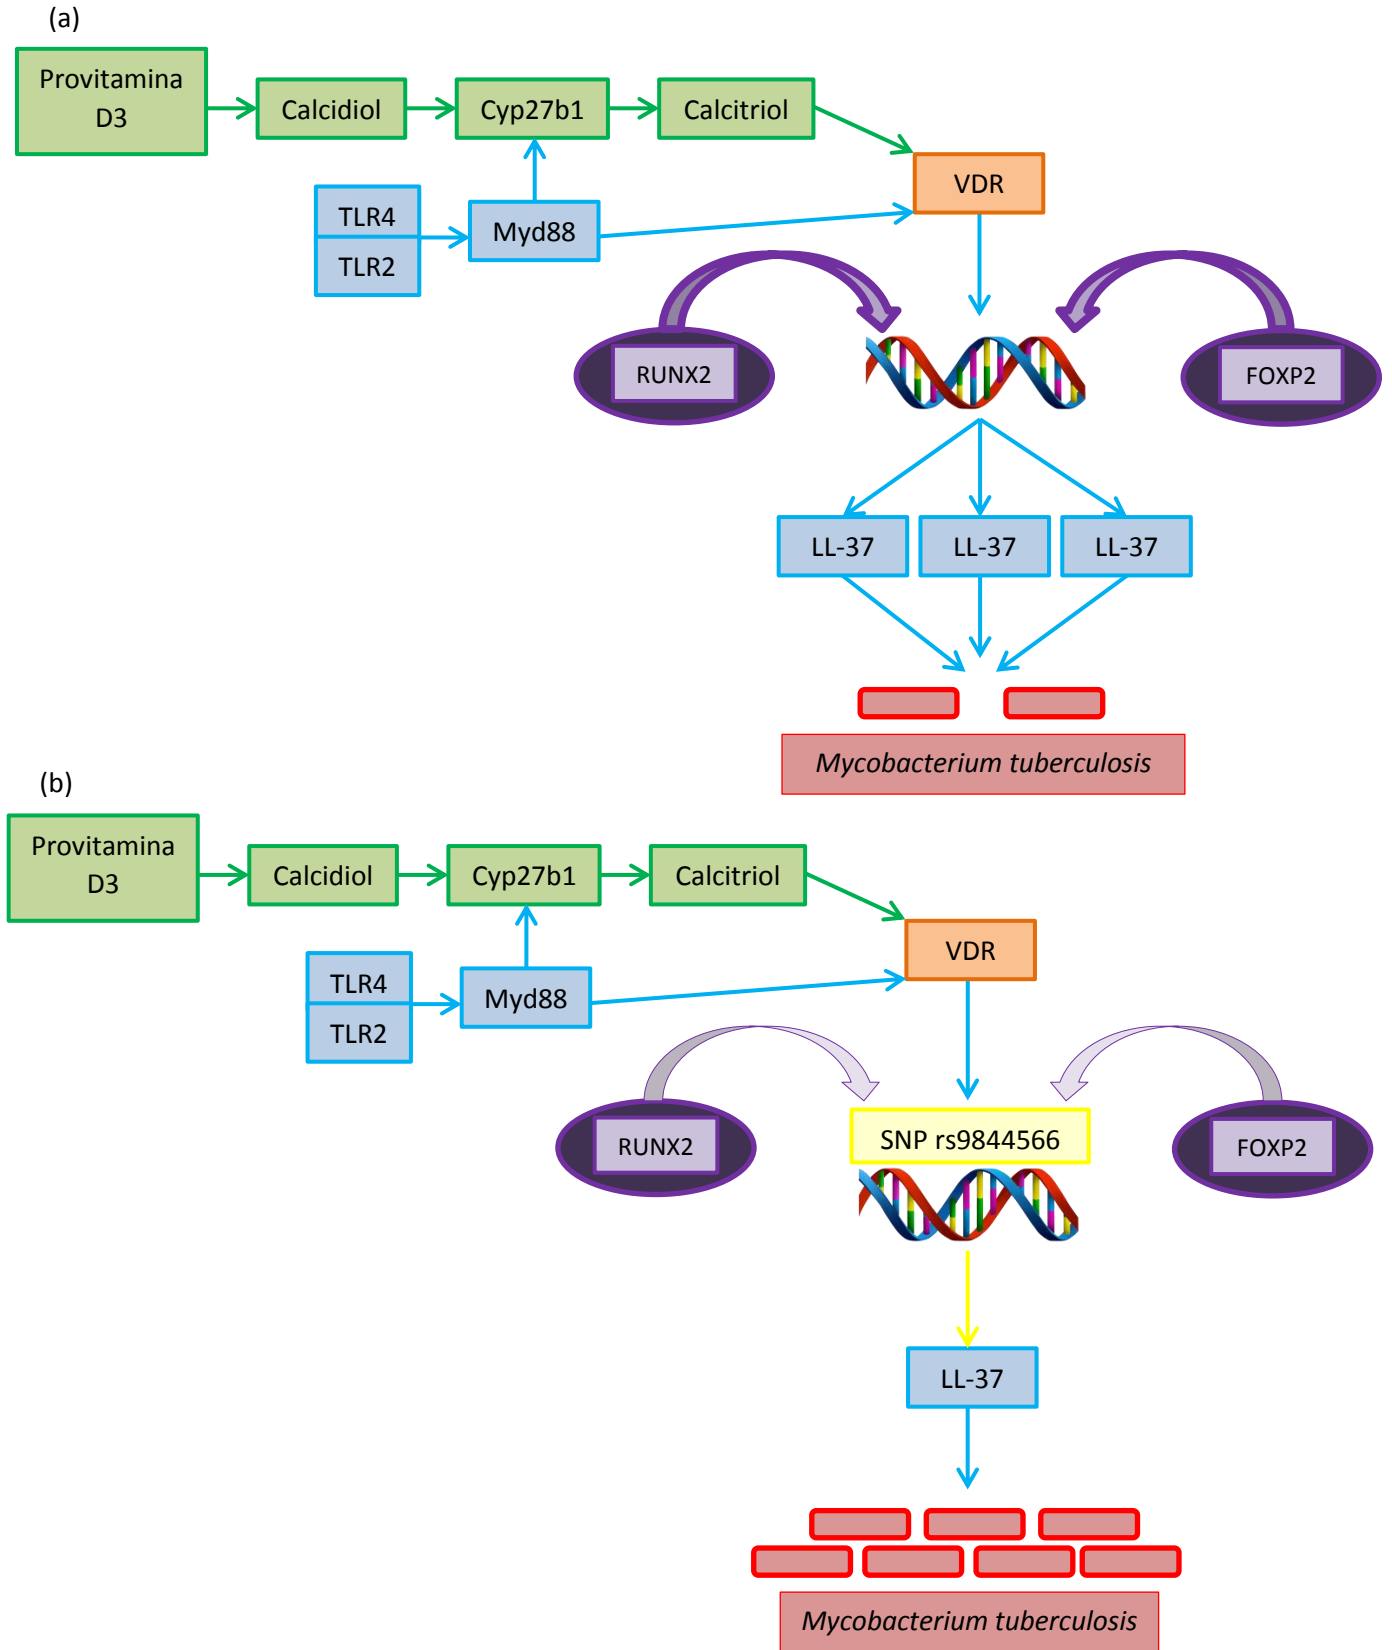 (a)
Provitamina
D3
Calcidiol
Cyp27b1
Calcitriol
VDR
TLR4
TLR2
Myd88
RUNX2
FOXP2
LL-37
LL-37
LL-37
Mycobacterium tuberculosis
(b)
Provitamina
D3
Calcidiol
Cyp27b1
Calcitriol
VDR
TLR4
TLR2
Myd88
RUNX2
SNP rs9844566
FOXP2
LL-37
Mycobacterium tuberculosis